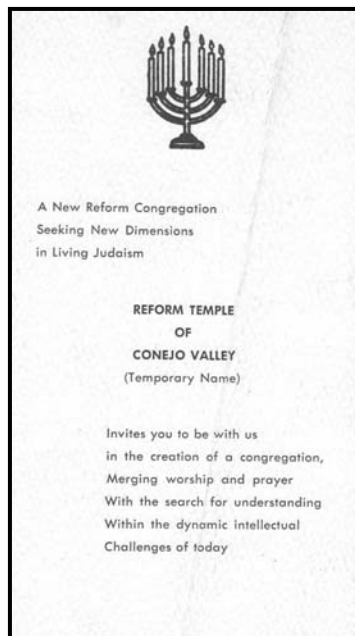 A New Reform Congregation
Seeking New Dimensions
in Living Judaism
REFORM TEMPLE
OF
CONEJO VALLEY
(Temporary Name)
Invites you to be with us
in the creation of a congregation,
Merging worship and prayer
With the search for understanding
Within the dynamic intellectual
Challenges of today